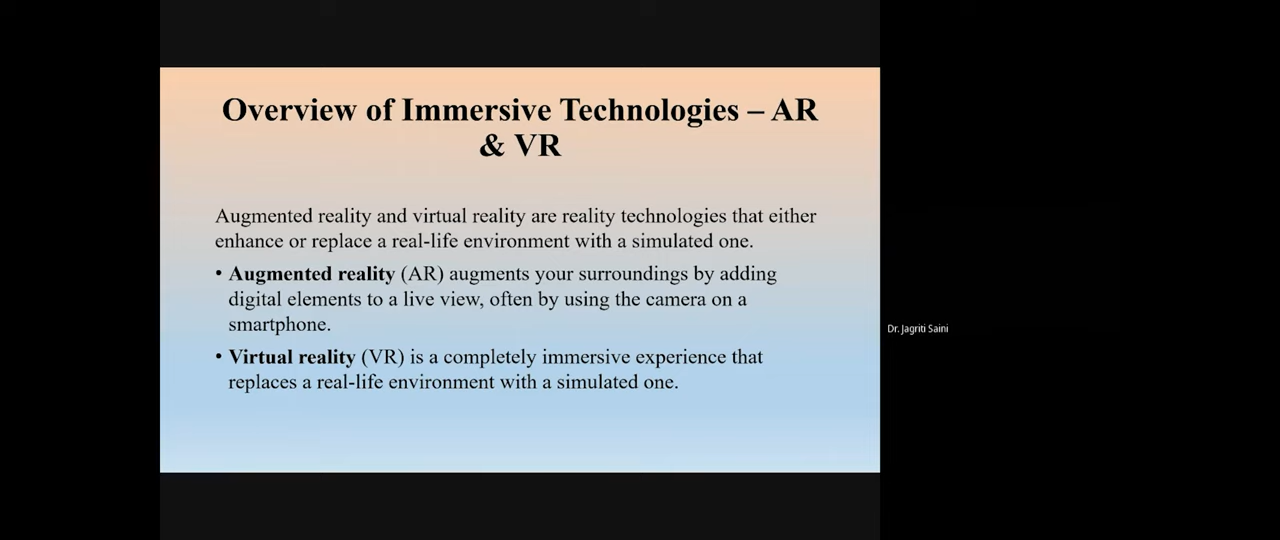 Overview of Immersive Technologies – AR
& VR
Augmented reality and virtual reality are reality technologies that either
enhance or replace a real-life environment with a simulated one.
• Augmented reality (AR) augments your surroundings by adding
digital elements to a live view, often by using the camera on a
smartphone.
• Virtual reality (VR) is a completely immersive experience that
replaces a real-life environment with a simulated one.
Dr. Jagriti Saini